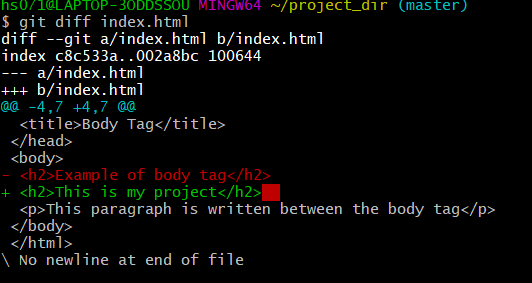 hs071@LAPTOP-3ODDSSOU MINGW64 ~/project_dir (master)
$ git diff index.html
diff --git a/index.html b/index.html
index c8c533a..002a8bc 100644
--- a/index.html
+++ b/index.html
@@ -4,7 +4,7 @@
  <title>Body Tag</title>
 </head>
 <body>
- <h2>Example of body tag</h2>
+ <h2>This is my project</h2>
  <p>This paragraph is written between the body tag</p>
 </body>
 </html>
\ No newline at end of file